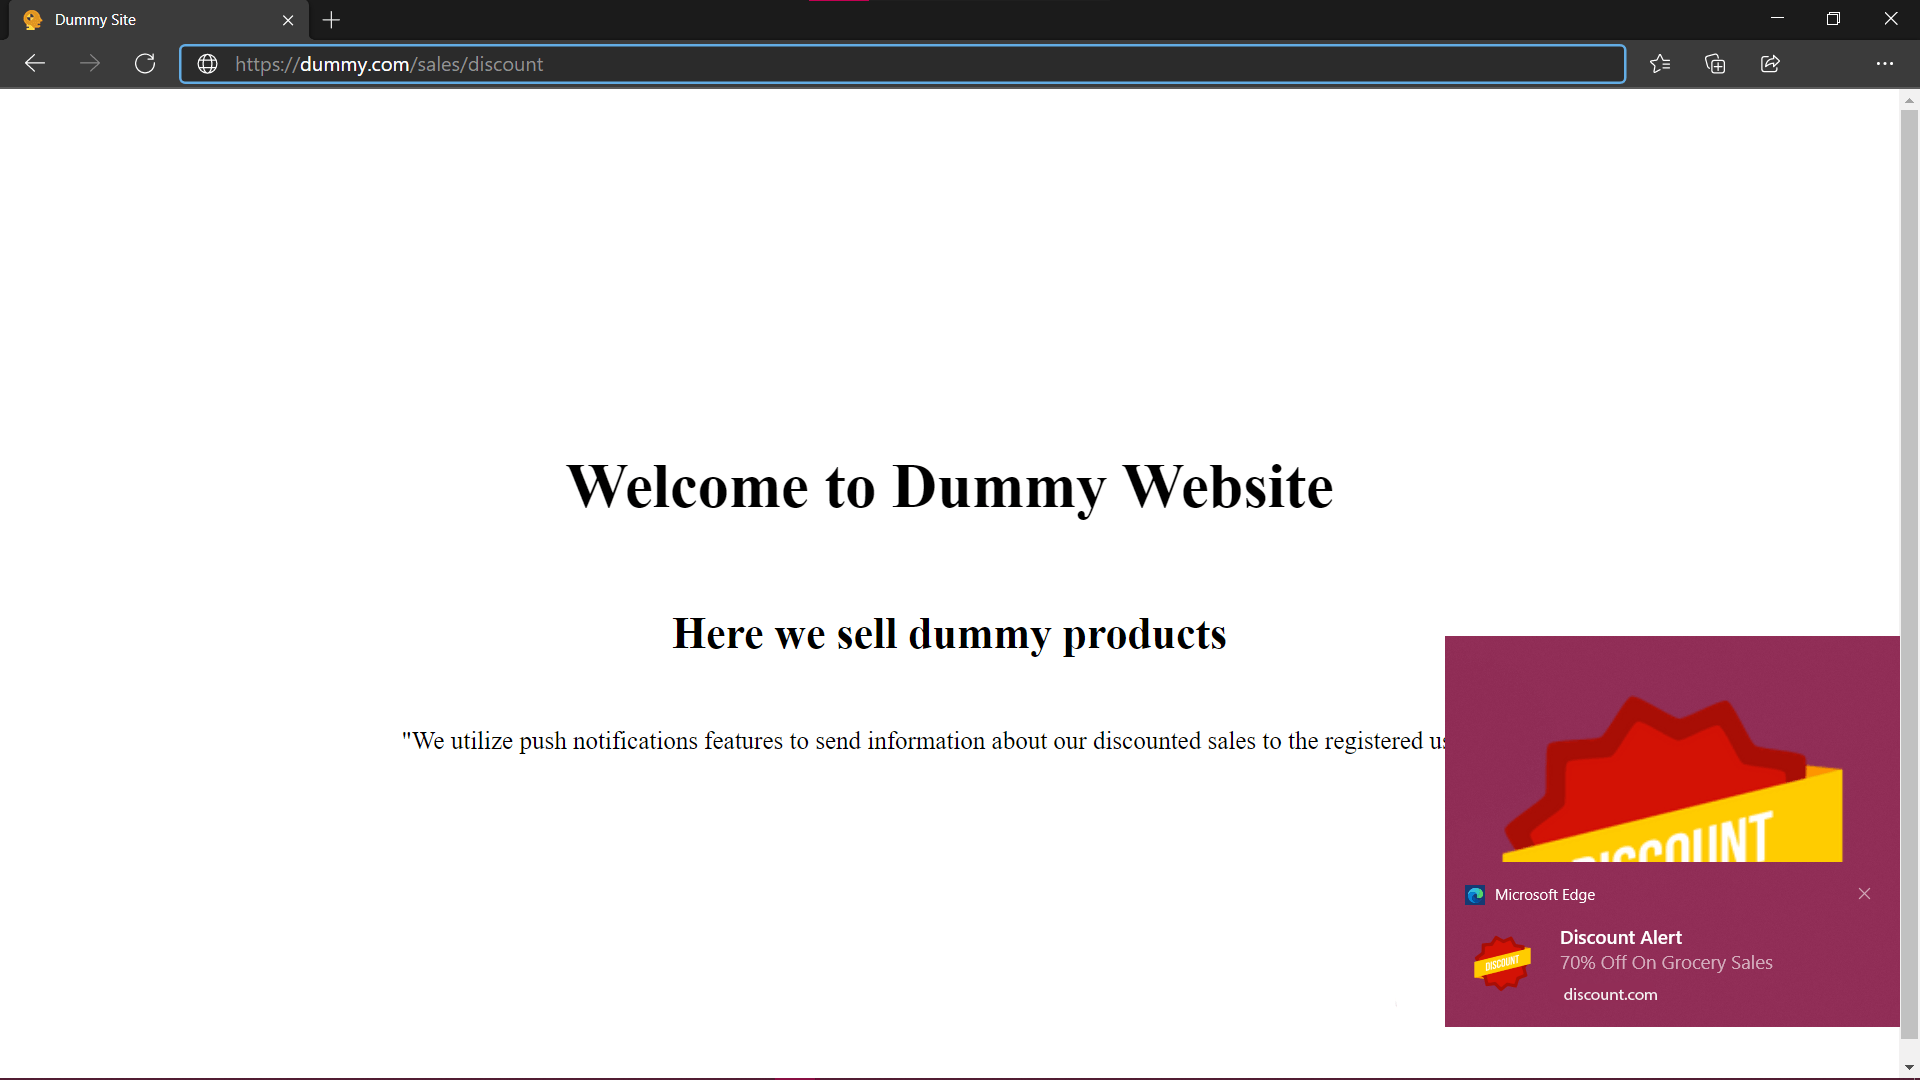 Dummy Site
https://dummy.com/sales/discount
Welcome to Dummy Website
Here we sell dummy products
"We utilize push notifications features to send information about our discounted sales to the registered
DISCOUNT
Microsoft Edge
Discount Alert
70% Off On Grocery Sales
DISCOUNT
discount.com